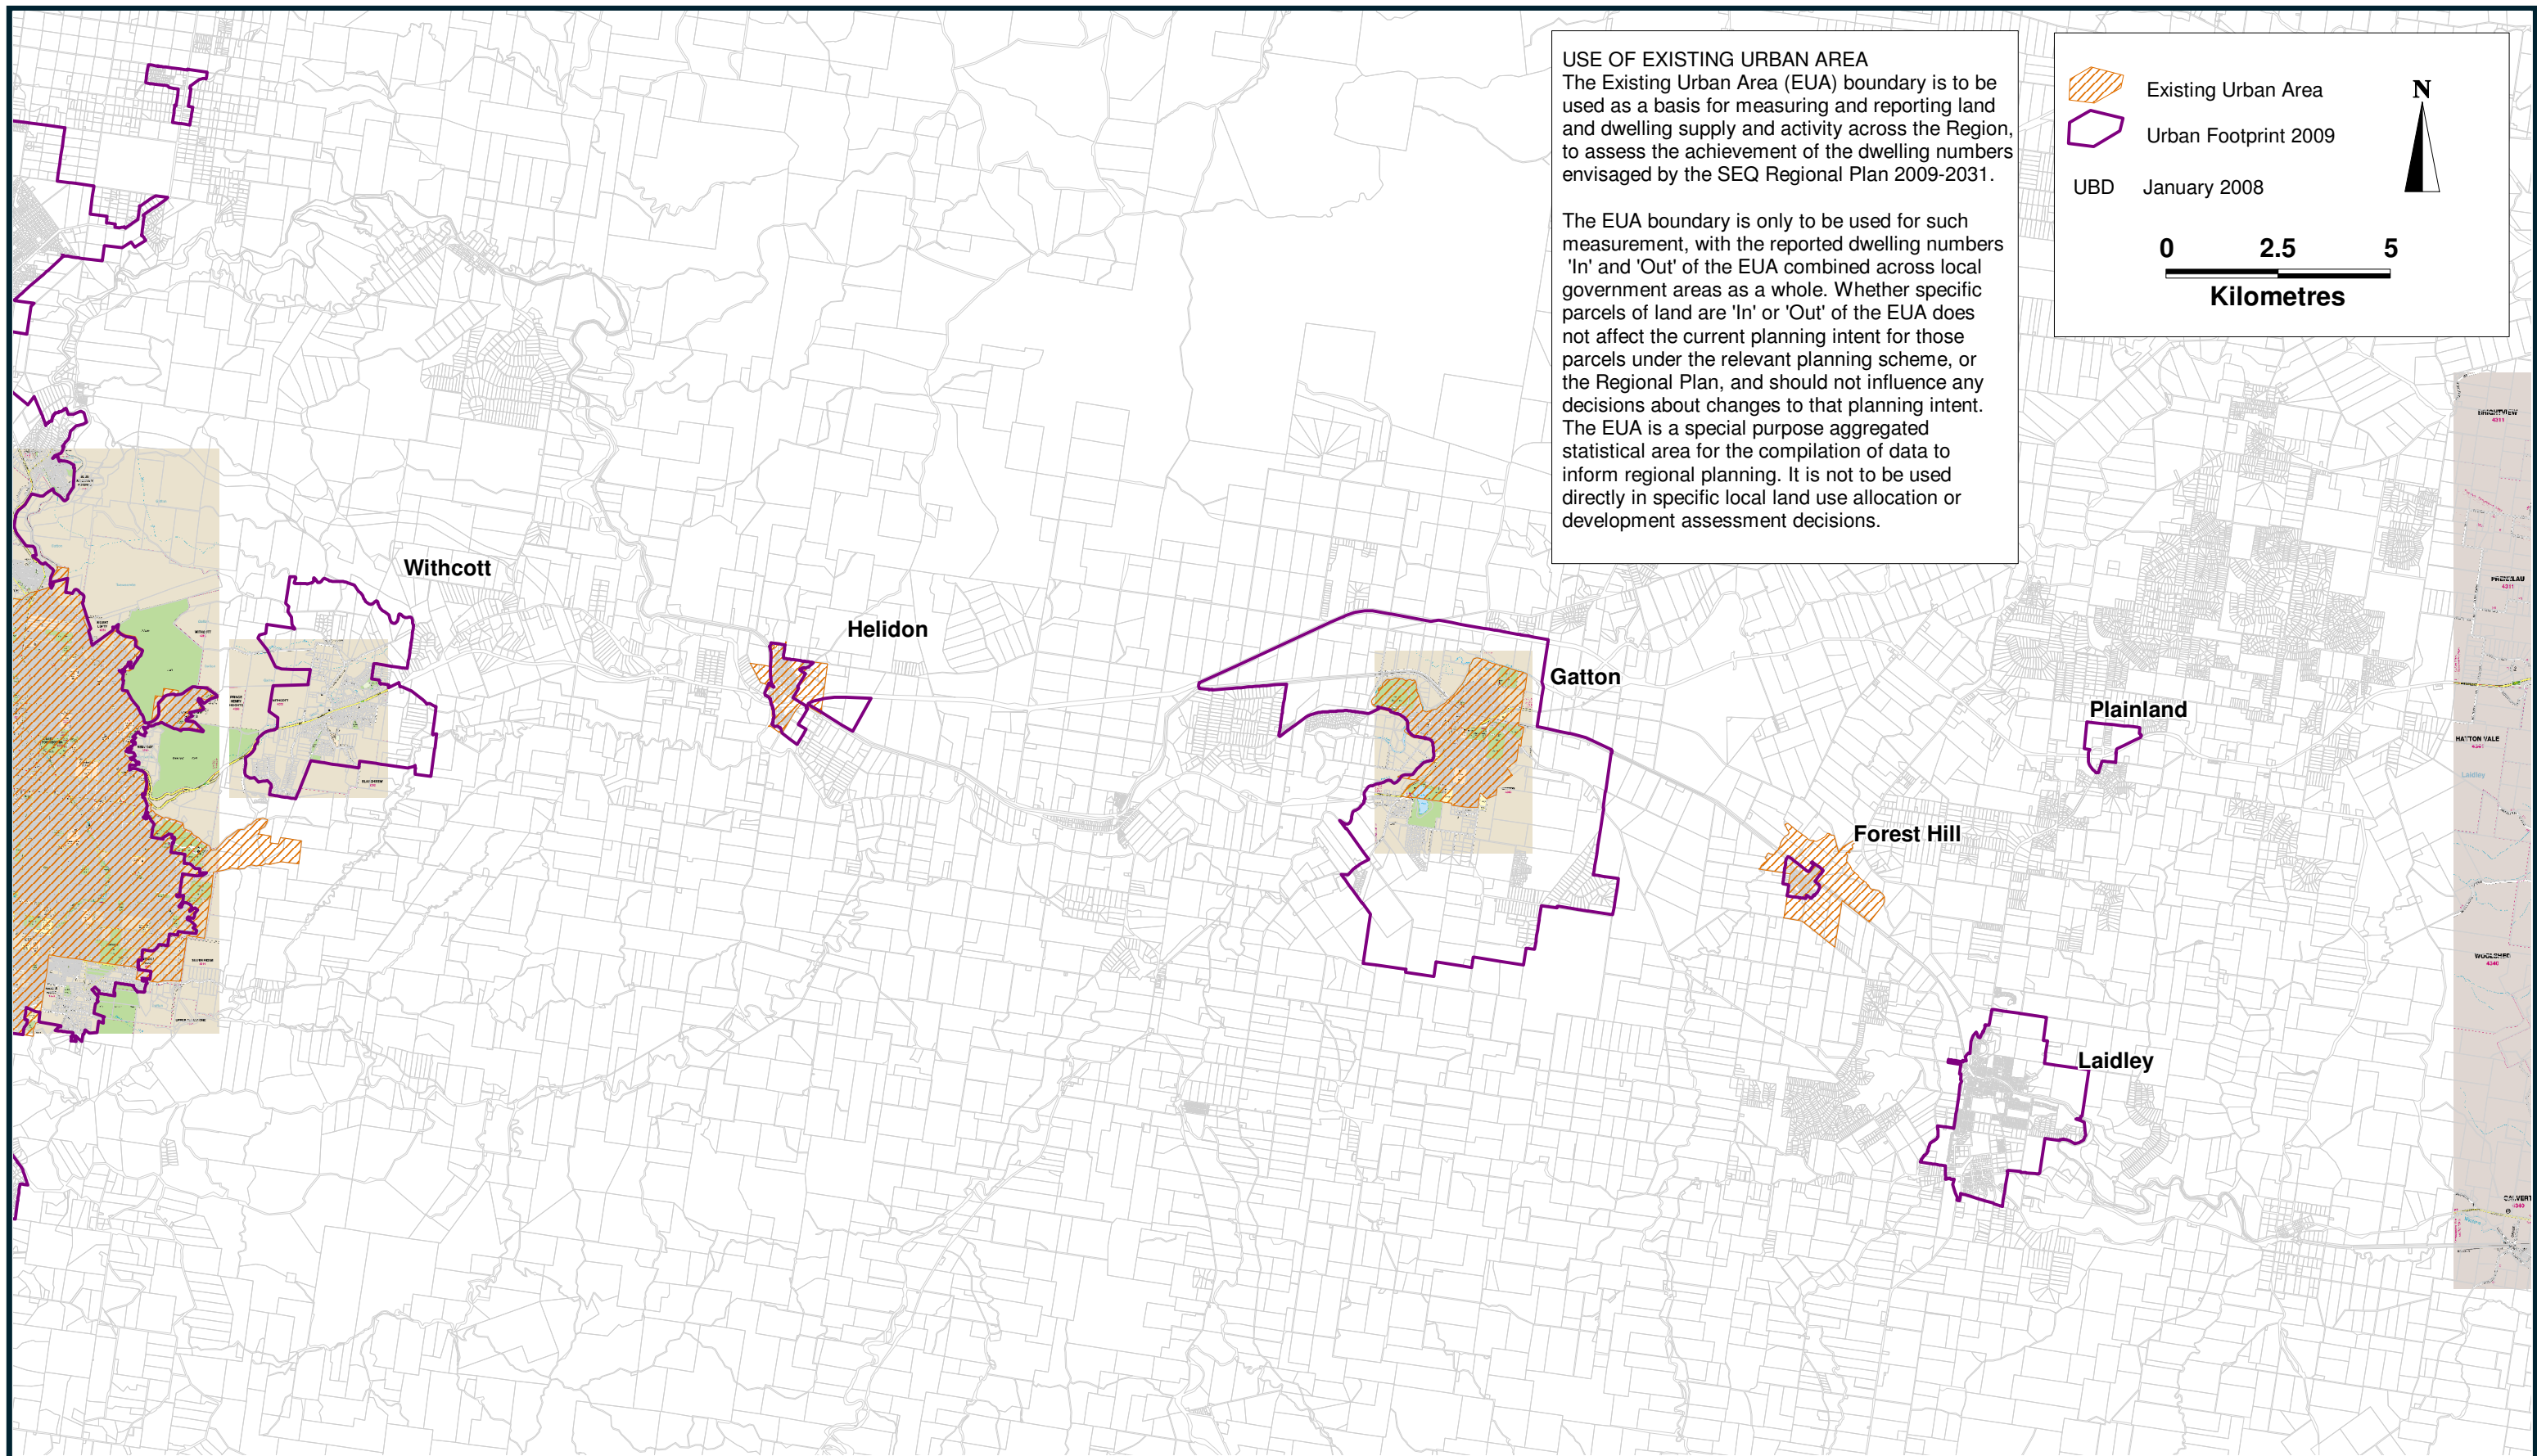 USE OF EXISTING URBAN AREA
The Existing Urban Area (EUA) boundary is to be
used as a basis for measuring and reporting land
and dwelling supply and activity across the Region,
to assess the achievement of the dwelling numbers
envisaged by the SEQ Regional Plan 2009-2031.
The EUA boundary is only to be used for such
measurement, with the reported dwelling numbers
'In' and 'Out' of the EUA combined across local
government areas as a whole. Whether specific
parcels of land are 'In' or 'Out' of the EUA does
not affect the current planning intent for those
parcels under the relevant planning scheme, or
the Regional Plan, and should not influence any
decisions about changes to that planning intent.
The EUA is a special purpose aggregated
statistical area for the compilation of data to
inform regional planning. It is not to be used
directly in specific local land use allocation or
development assessment decisions.
Existing Urban Area
Urban Footprint 2009
UBD January 2008
N
0 2.5 5
Kilometres
Withcott
Helidon
Gatton
Plainland
Forest Hill
Laidley
HATTON VALE
Laidley
WOOLSHED
4340
CALVERT
4340